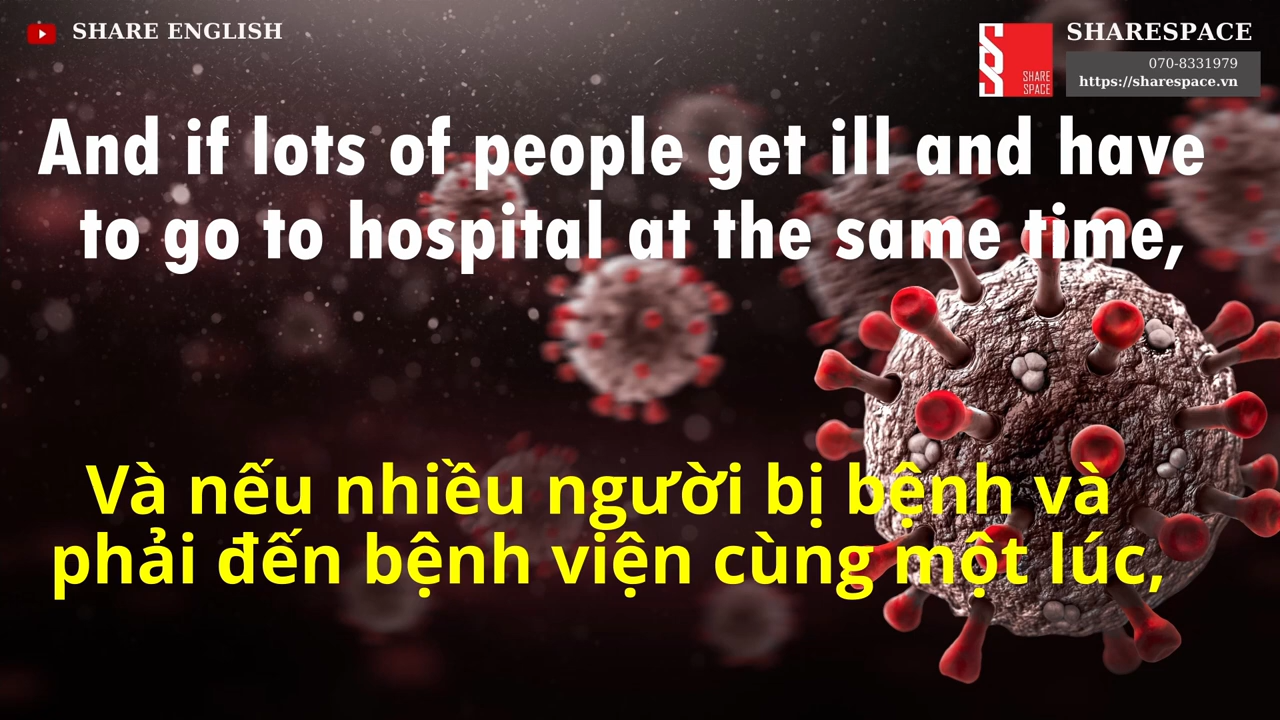 SHARE ENGLISH
SHARESPACE
070-8331979
https://sharespace.vn
SHARE
SPACE
And if lots of people get ill and have
to go to hospital at the same time,
Và nếu nhiều người bị bệnh và
phải đến bệnh viện cùng một lúc,